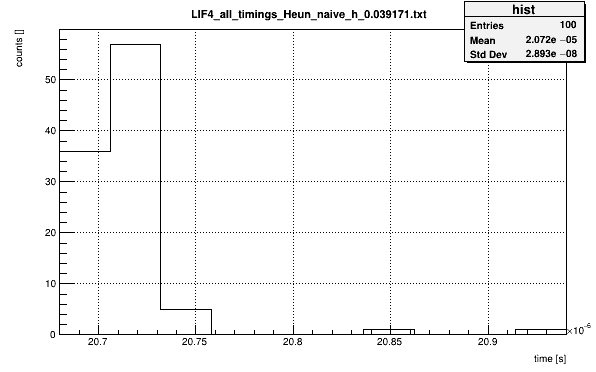 LIF4_all_timings_Heun_naive_h_0.039171.txt
hist
Entries 100
Mean 2.072e −05
Std Dev 2.893e −08
counts []
50
40
30
20
10
0
20.7 20.75 20.8 20.85 20.9
×10⁻⁶
time [s]